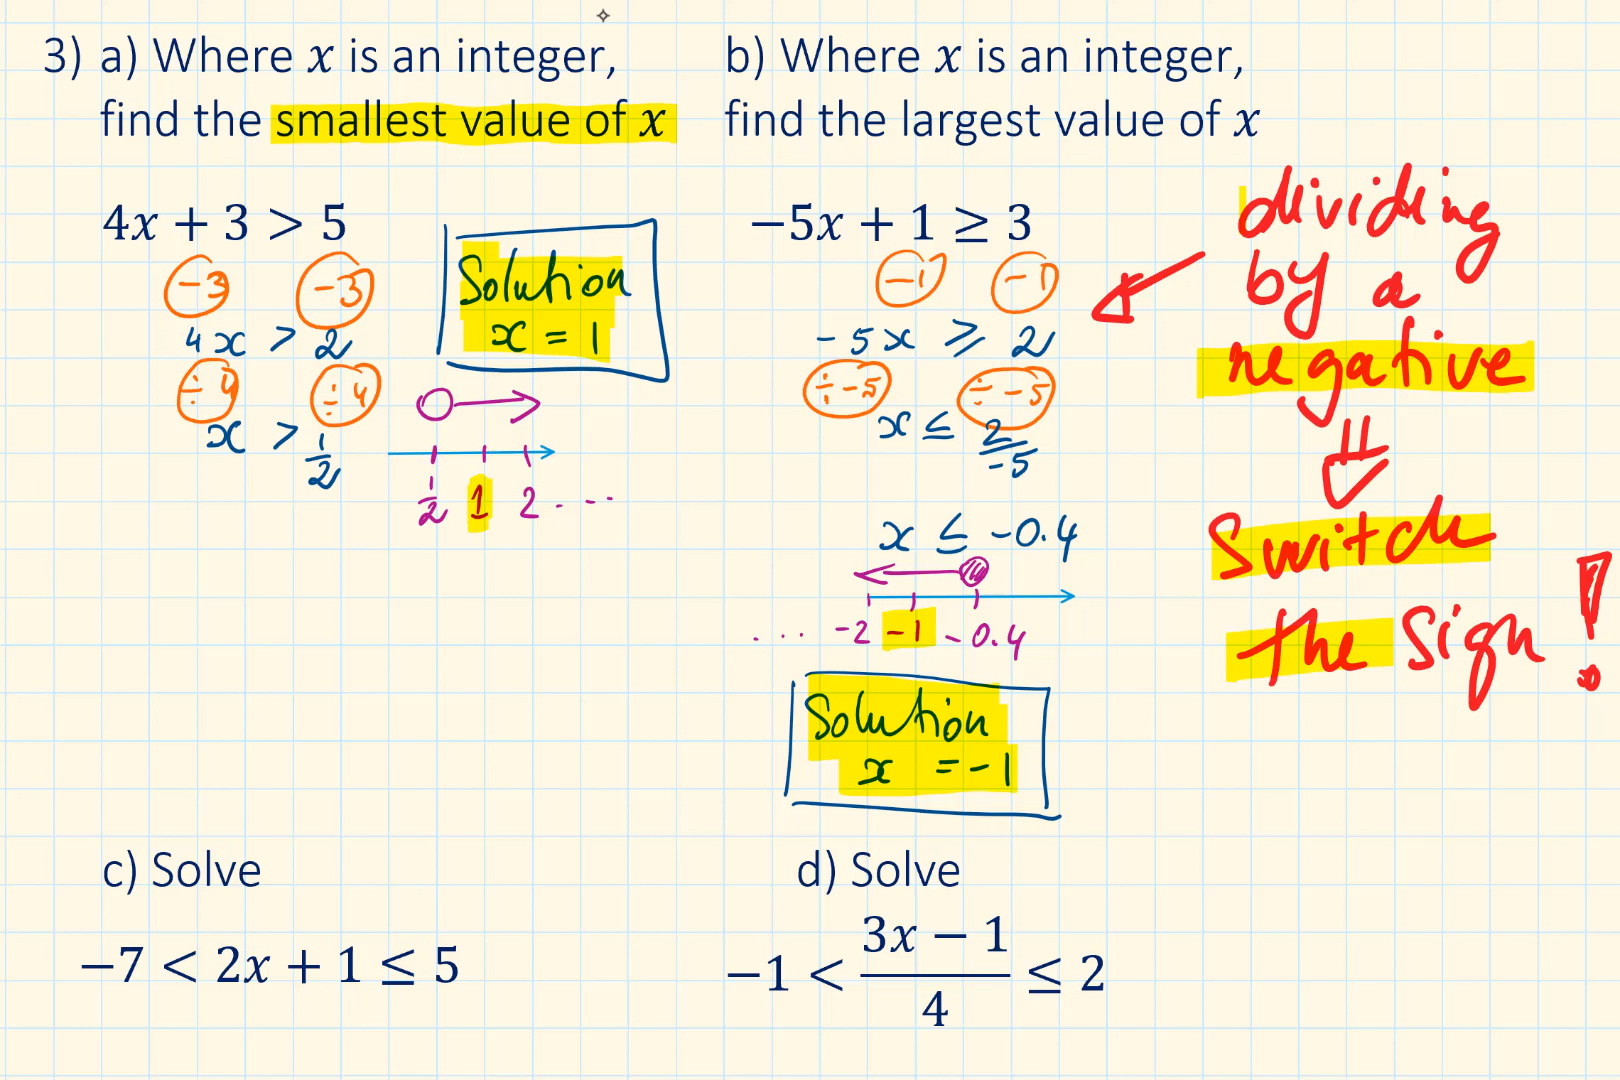 3) a) Where x is an integer,
find the smallest value of x
4x + 3 > 5
−3 −3
4x > 2
÷4 ÷4
x > 1/2
Solution
x = 1
1/2 1 2 . . . .
b) Where x is an integer,
find the largest value of x
−5x + 1 ≥ 3
−1 −1
−5x ≥ 2
÷−5 ÷−5
x ≤ 2/−5
x ≤ −0.4
. . . . −2 −1 −0.4
Solution
x = −1
dividing
by a
negative
⇓
Switch
the sign !
c) Solve
−7 < 2x + 1 ≤ 5
d) Solve
−1 < (3x − 1)/4 ≤ 2